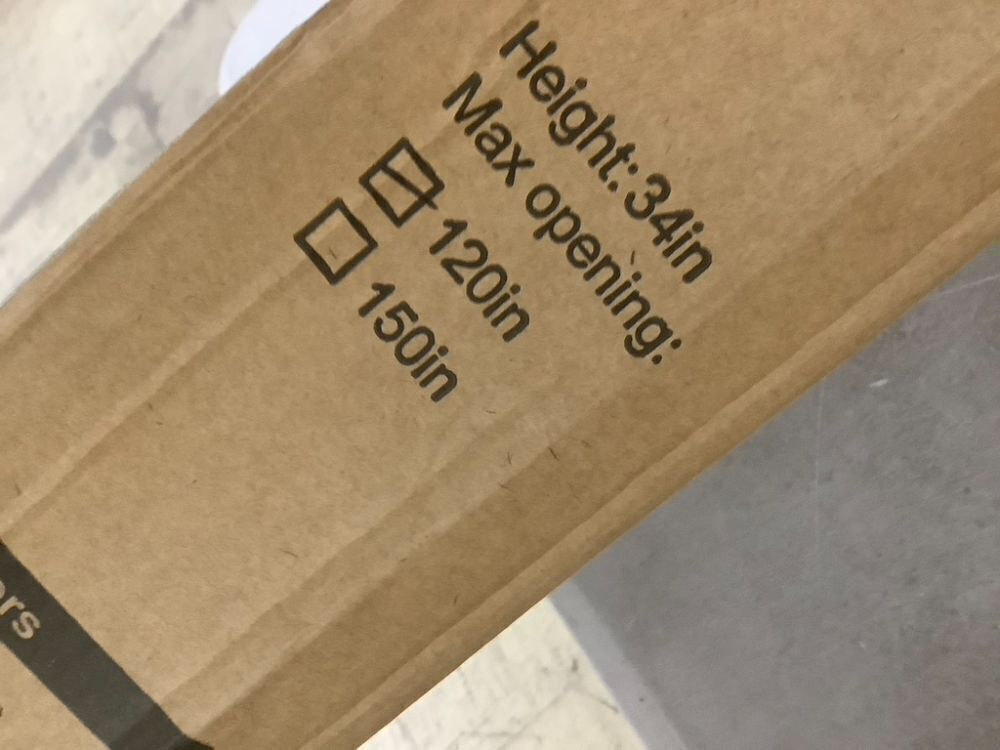 Height: 34in
Max opening:
☑ 120in
☐ 150in